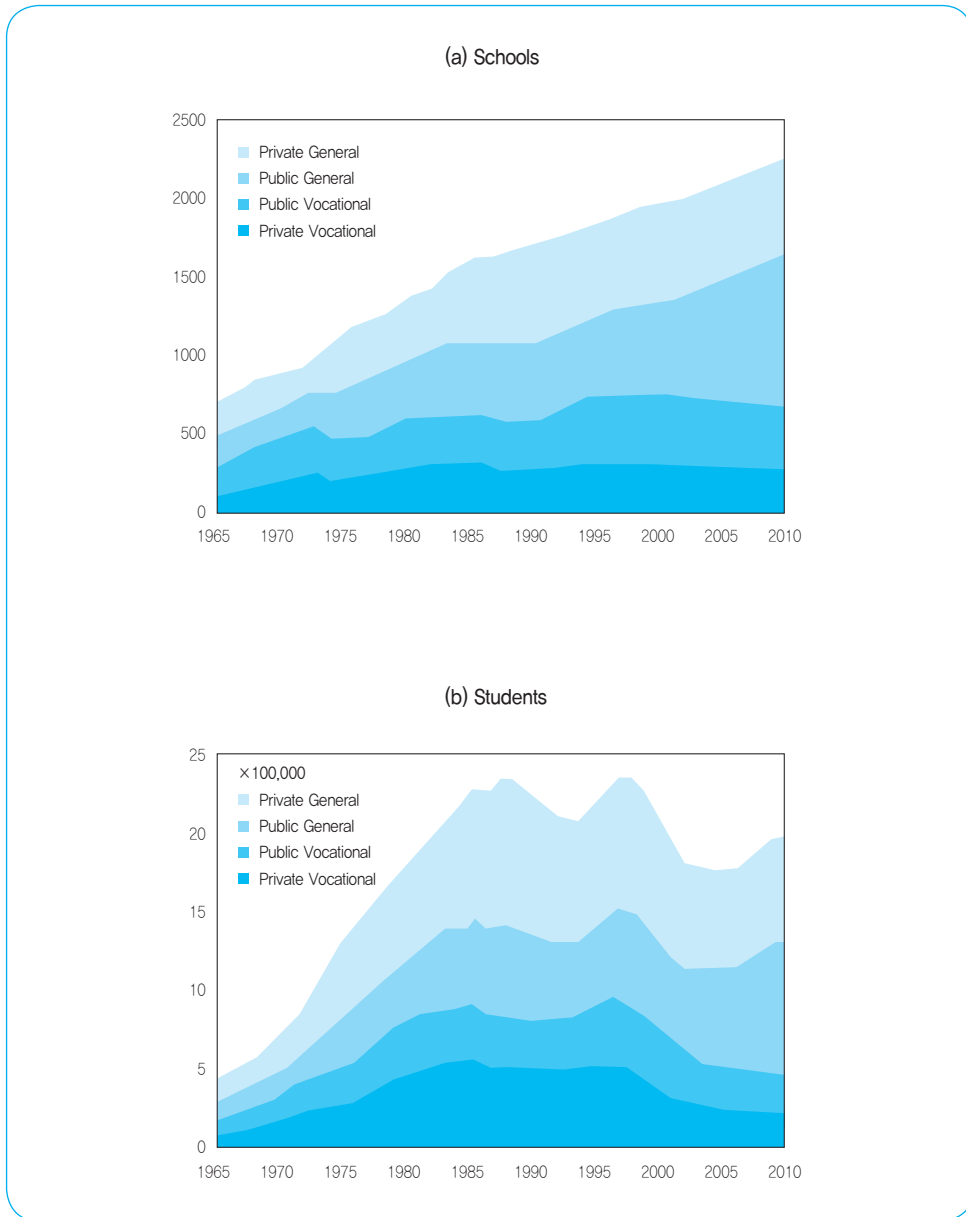 (a) Schools
2500
2000
1500
1000
500
0
Private General
Public General
Public Vocational
Private Vocational
1965 1970 1975 1980 1985 1990 1995 2000 2005 2010
(b) Students
25
20
15
10
5
0
×100,000
Private General
Public General
Public Vocational
Private Vocational
1965 1970 1975 1980 1985 1990 1995 2000 2005 2010